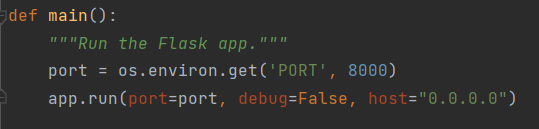 def main():
    """Run the Flask app."""
    port = os.environ.get('PORT', 8000)
    app.run(port=port, debug=False, host="0.0.0.0")